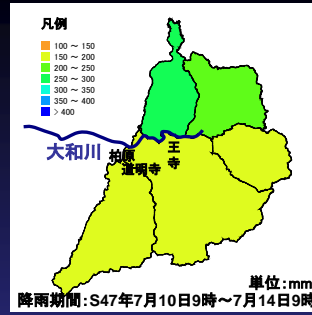 凡例
100 ～ 150
150 ～ 200
200 ～ 250
250 ～ 300
300 ～ 350
350 ～ 400
> 400
大和川
柏原
道明寺
王
寺
単位:mm
降雨期間:S47年7月10日9時～7月14日9時